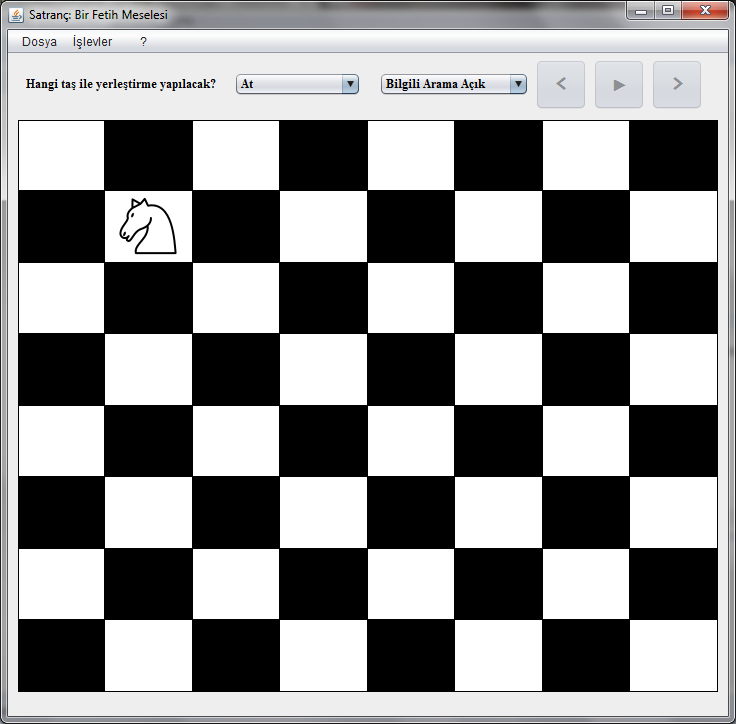 Satranç: Bir Fetih Meselesi
Dosya İşlevler ?
Hangi taş ile yerleştirme yapılacak? At Bilgili Arama Açık